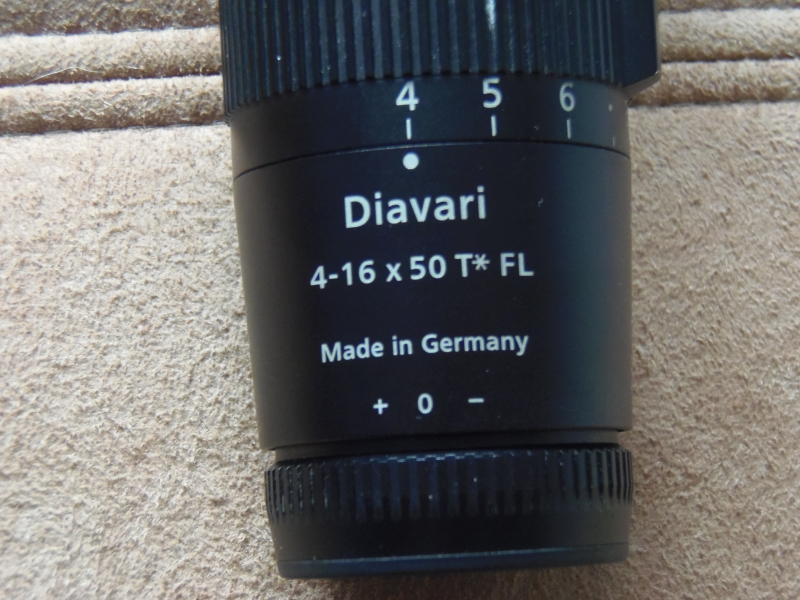 4 5 6
Diavari
4-16 x 50 T* FL
Made in Germany
+ 0 −